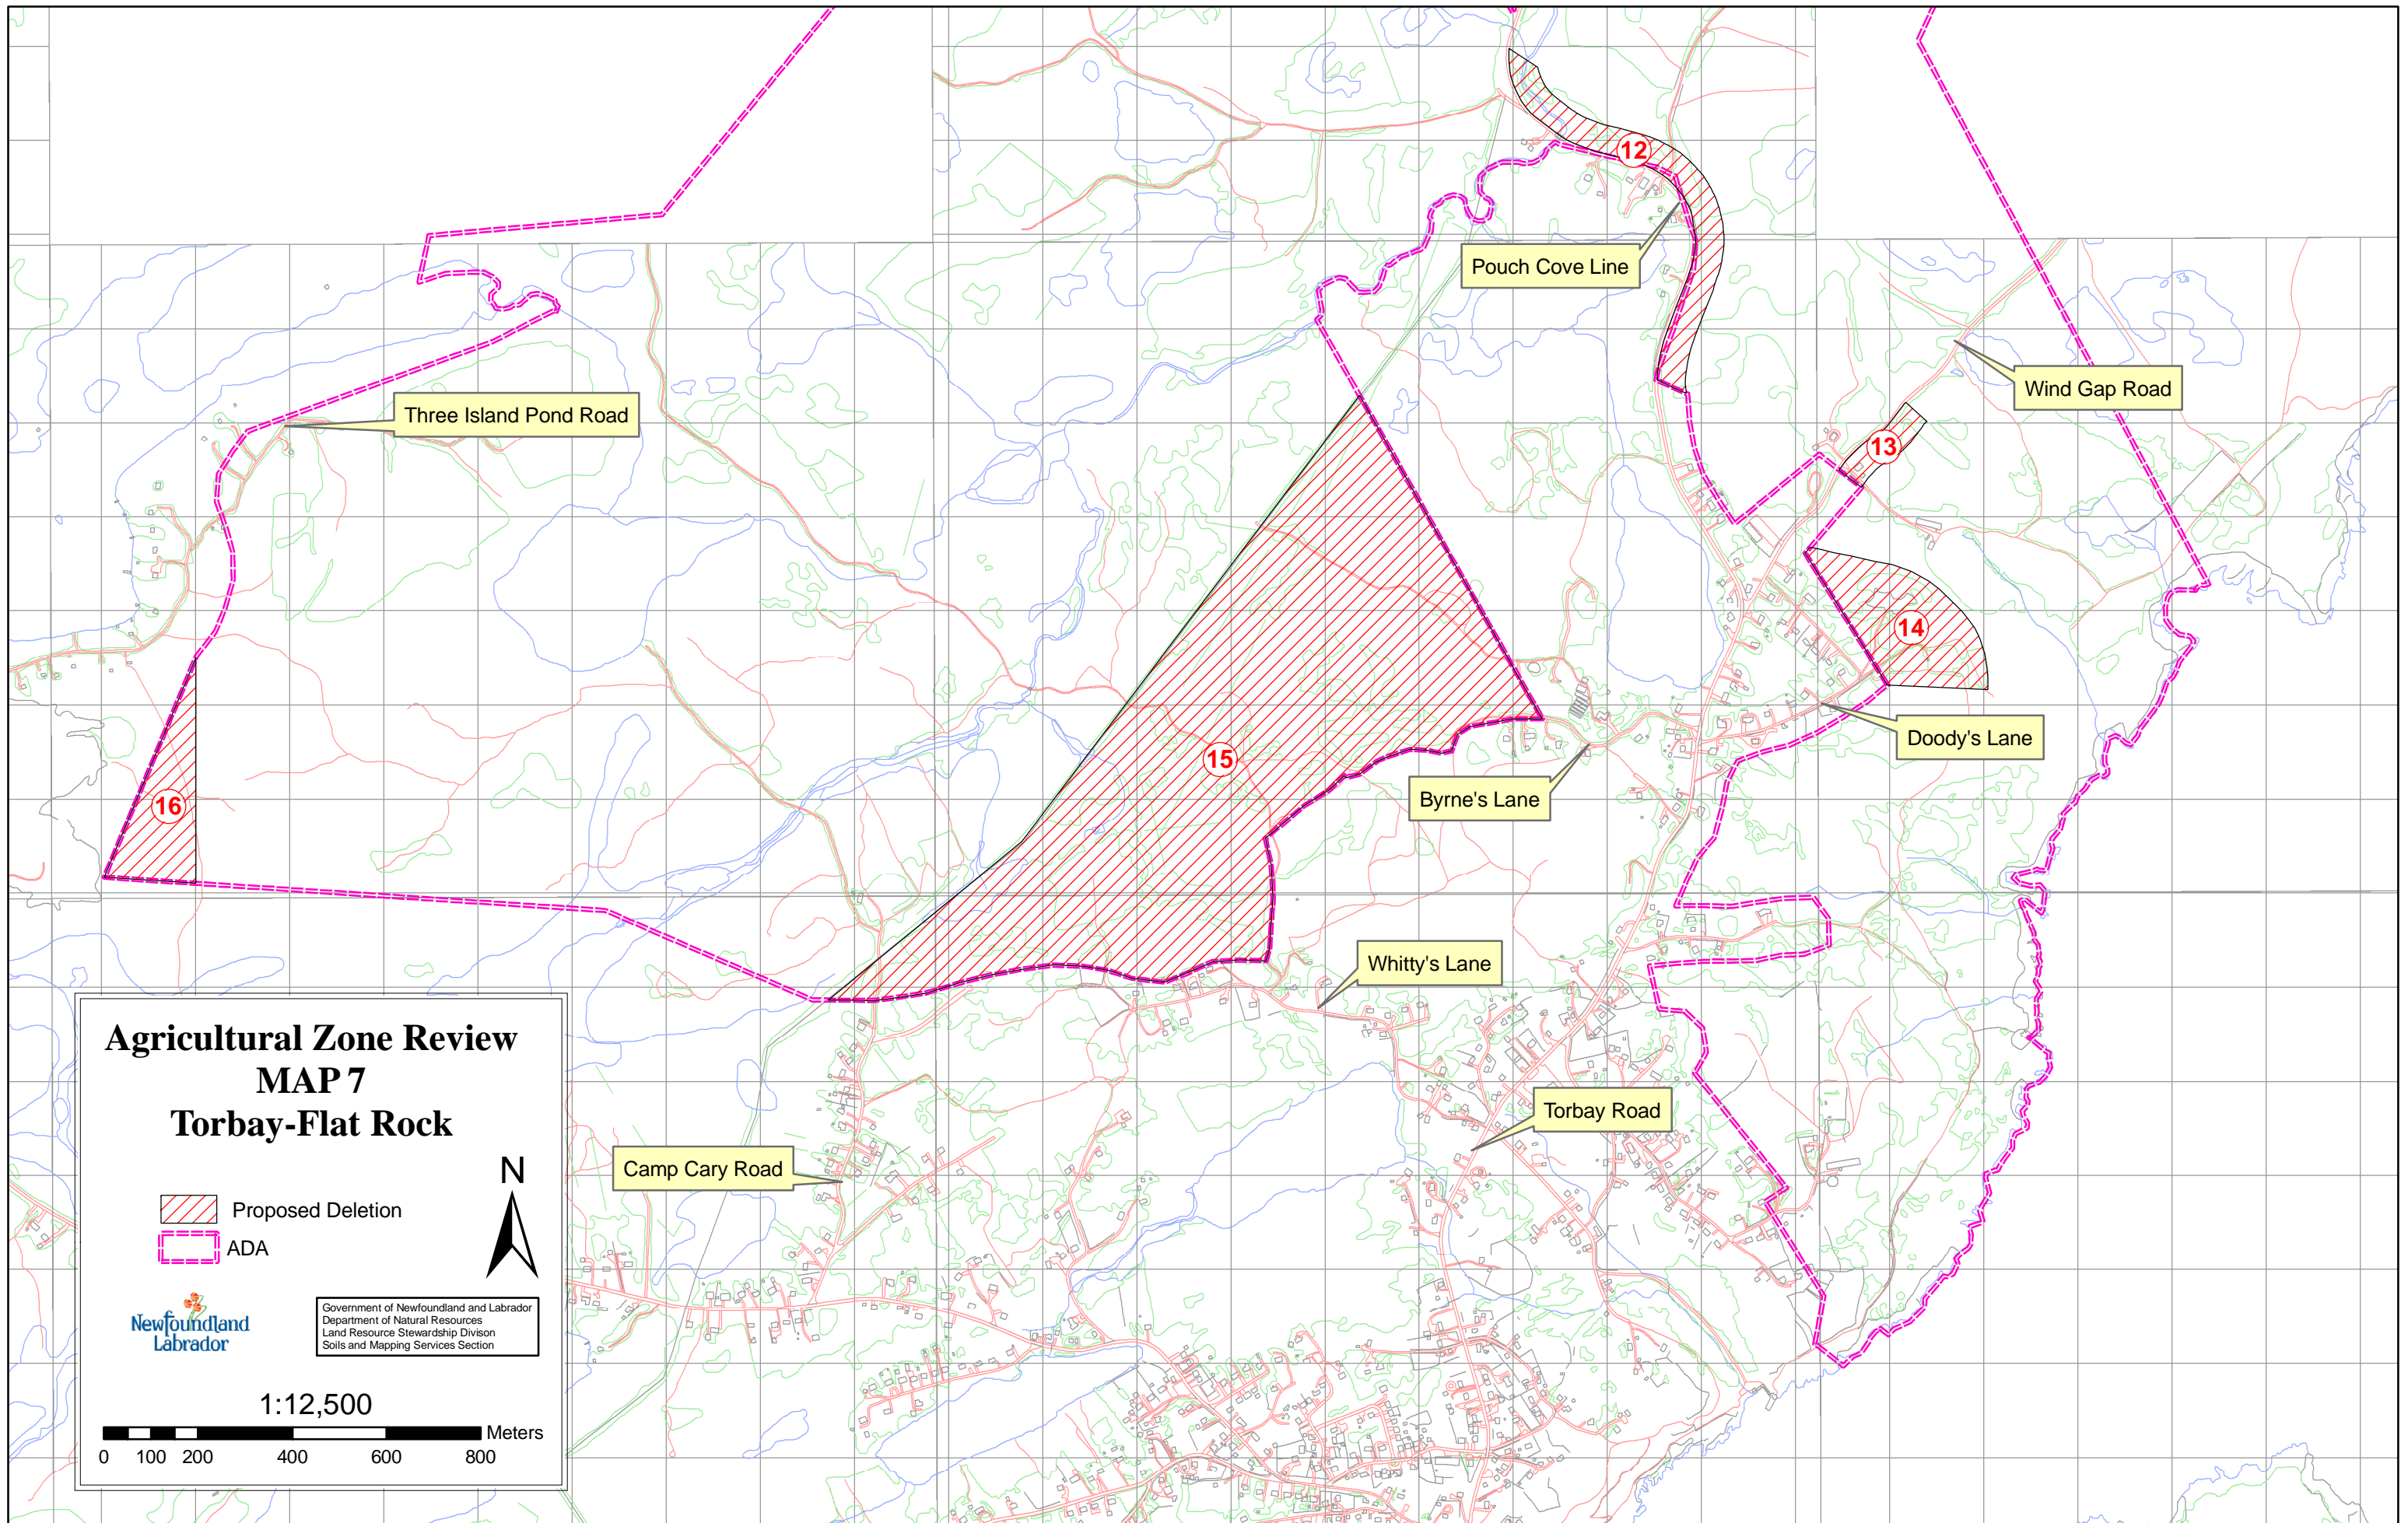 12
Pouch Cove Line
Wind Gap Road
Three Island Pond Road
13
14
Doody's Lane
15
Byrne's Lane
16
Whitty's Lane
Torbay Road
Camp Cary Road
Agricultural Zone Review
MAP 7
Torbay-Flat Rock
N
Proposed Deletion
ADA
Newfoundland
Labrador
Government of Newfoundland and Labrador
Department of Natural Resources
Land Resource Stewardship Divison
Soils and Mapping Services Section
1:12,500
Meters
0 100 200 400 600 800